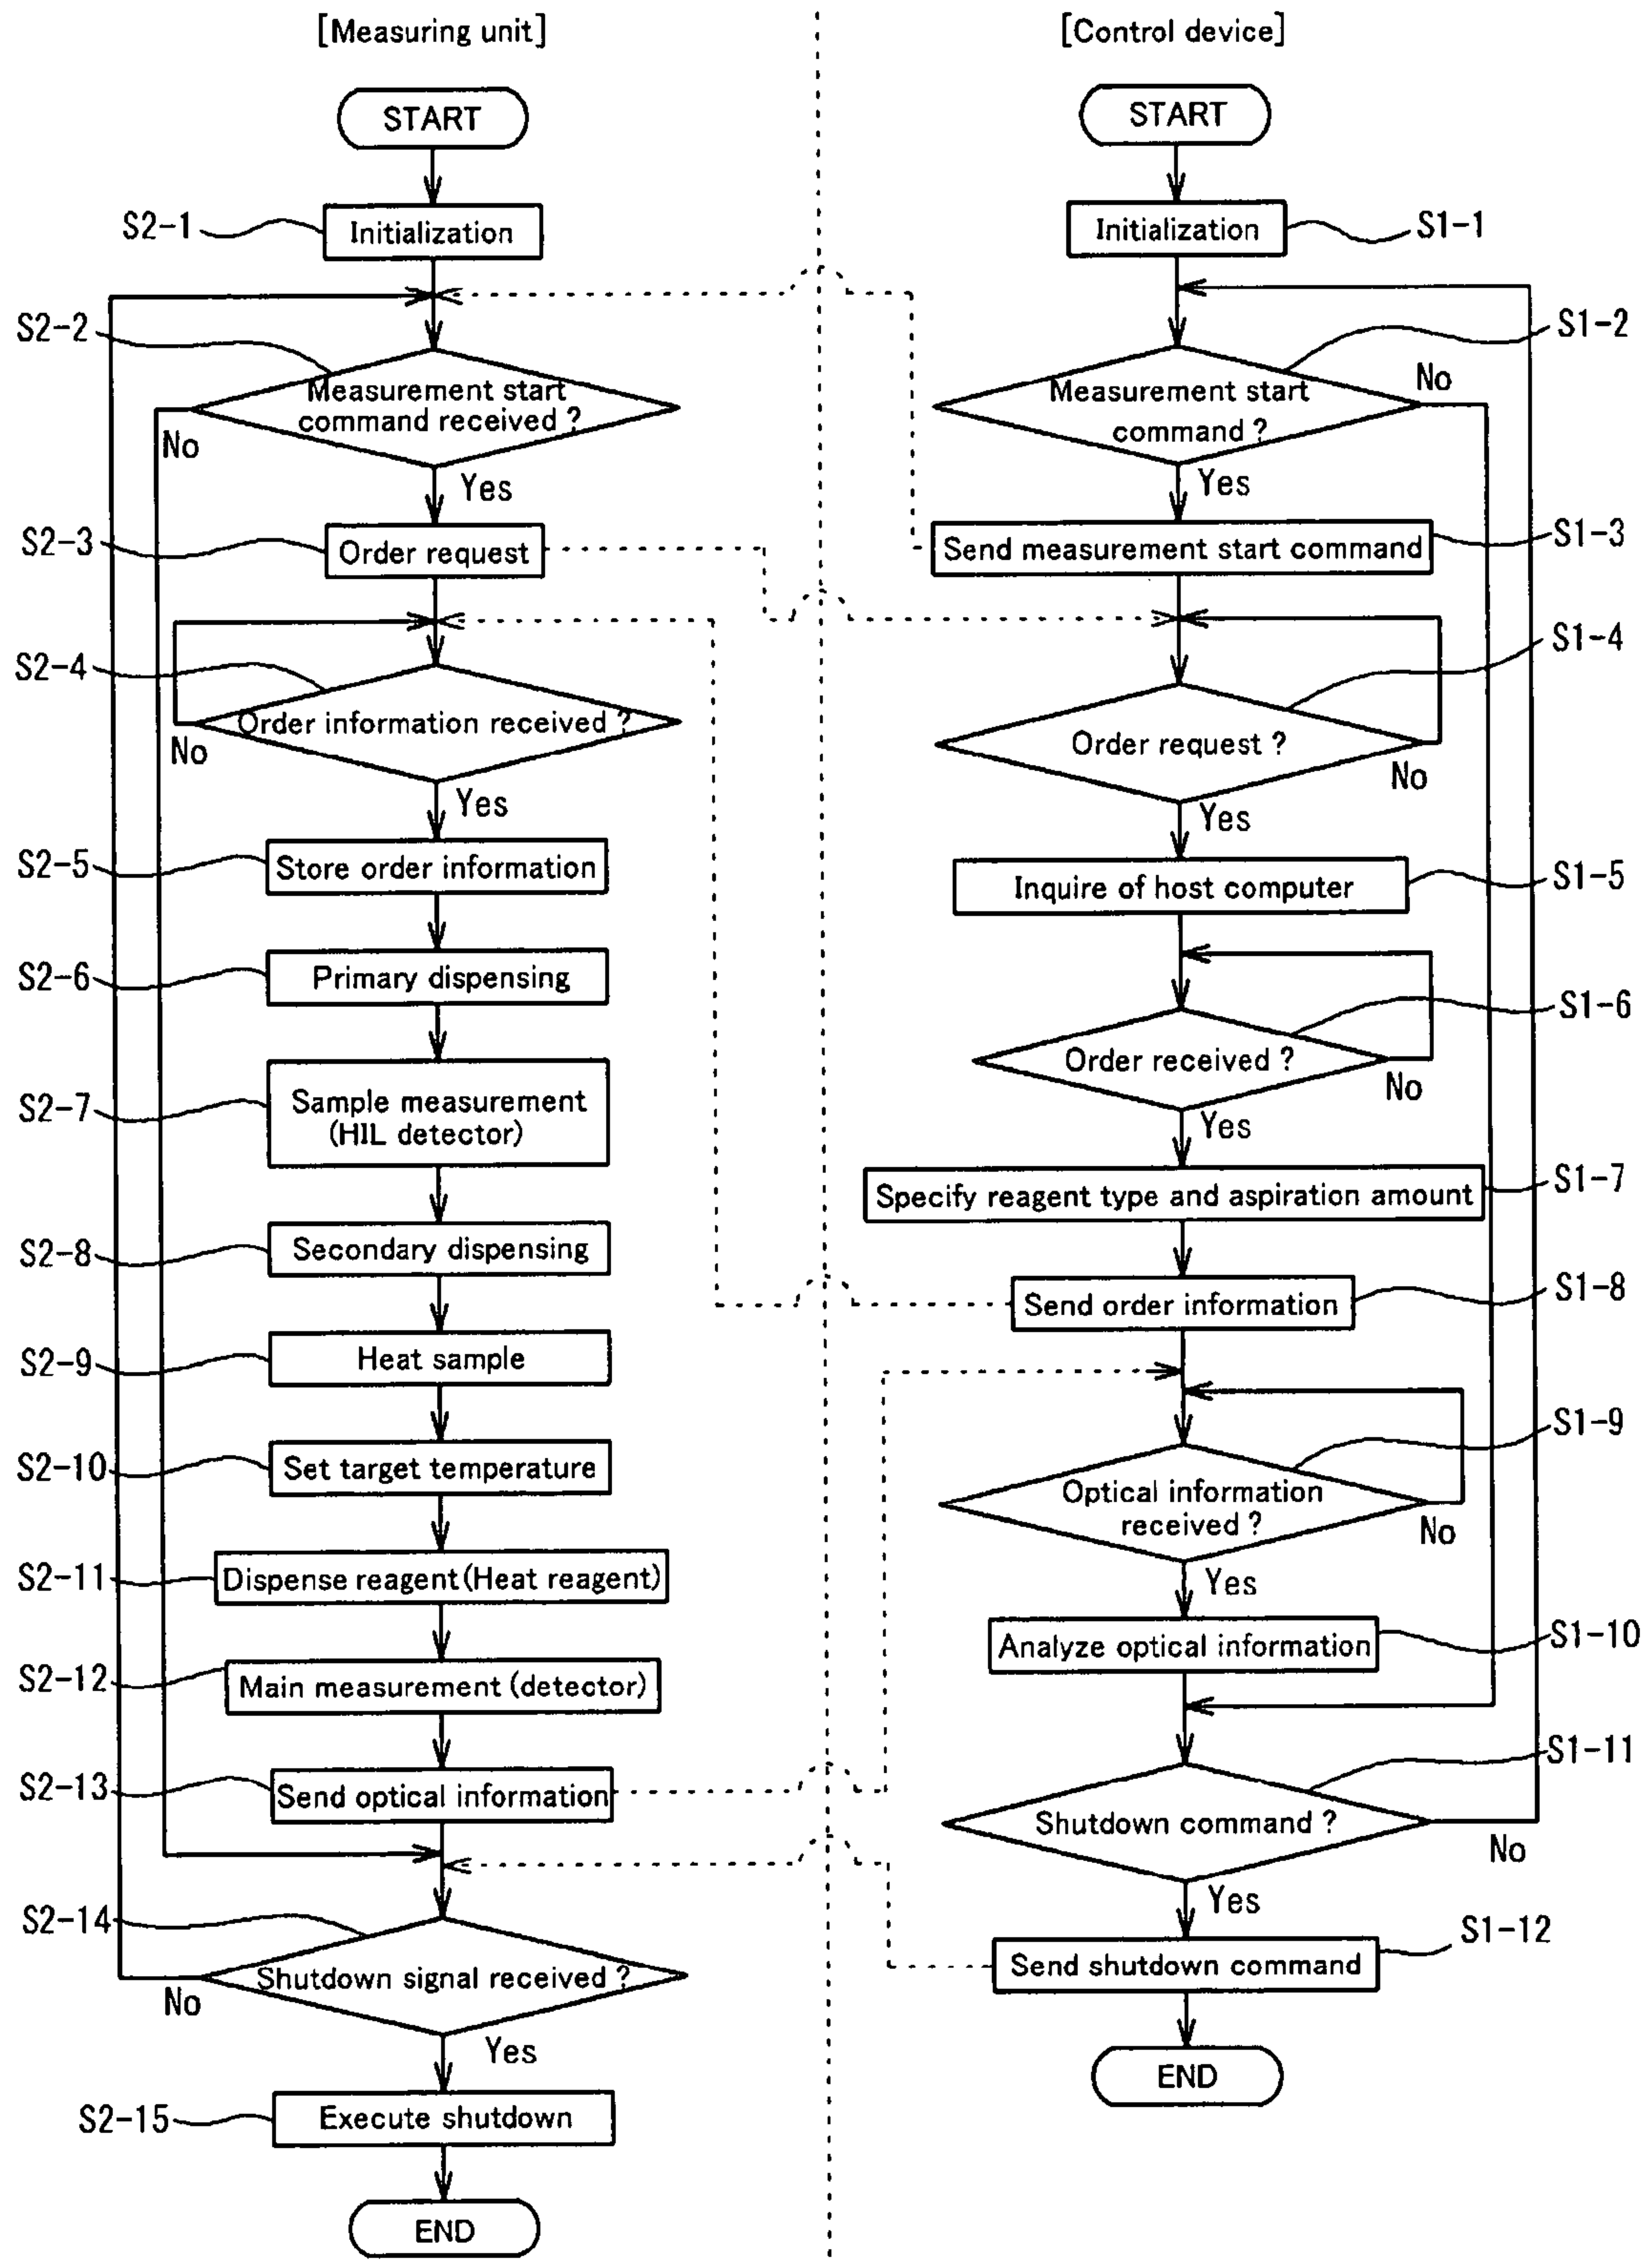 [Measuring unit]
START
S2-1
Initialization
S2-2
Measurement start
command received ?
No
Yes
S2-3
Order request
S2-4
Order information received ?
No
Yes
S2-5
Store order information
S2-6
Primary dispensing
S2-7
Sample measurement
(HIL detector)
S2-8
Secondary dispensing
S2-9
Heat sample
S2-10
Set target temperature
S2-11
Dispense reagent (Heat reagent)
S2-12
Main measurement (detector)
S2-13
Send optical information
S2-14
Shutdown signal received ?
No
Yes
S2-15
Execute shutdown
END
[Control device]
START
Initialization
S1-1
S1-2
Measurement start
command ?
No
Yes
Send measurement start command
S1-3
S1-4
Order request ?
No
Yes
Inquire of host computer
S1-5
S1-6
Order received ?
No
Yes
Specify reagent type and aspiration amount
S1-7
Send order information
S1-8
S1-9
Optical information
received ?
No
Yes
Analyze optical information
S1-10
S1-11
Shutdown command ?
No
Yes
Send shutdown command
S1-12
END